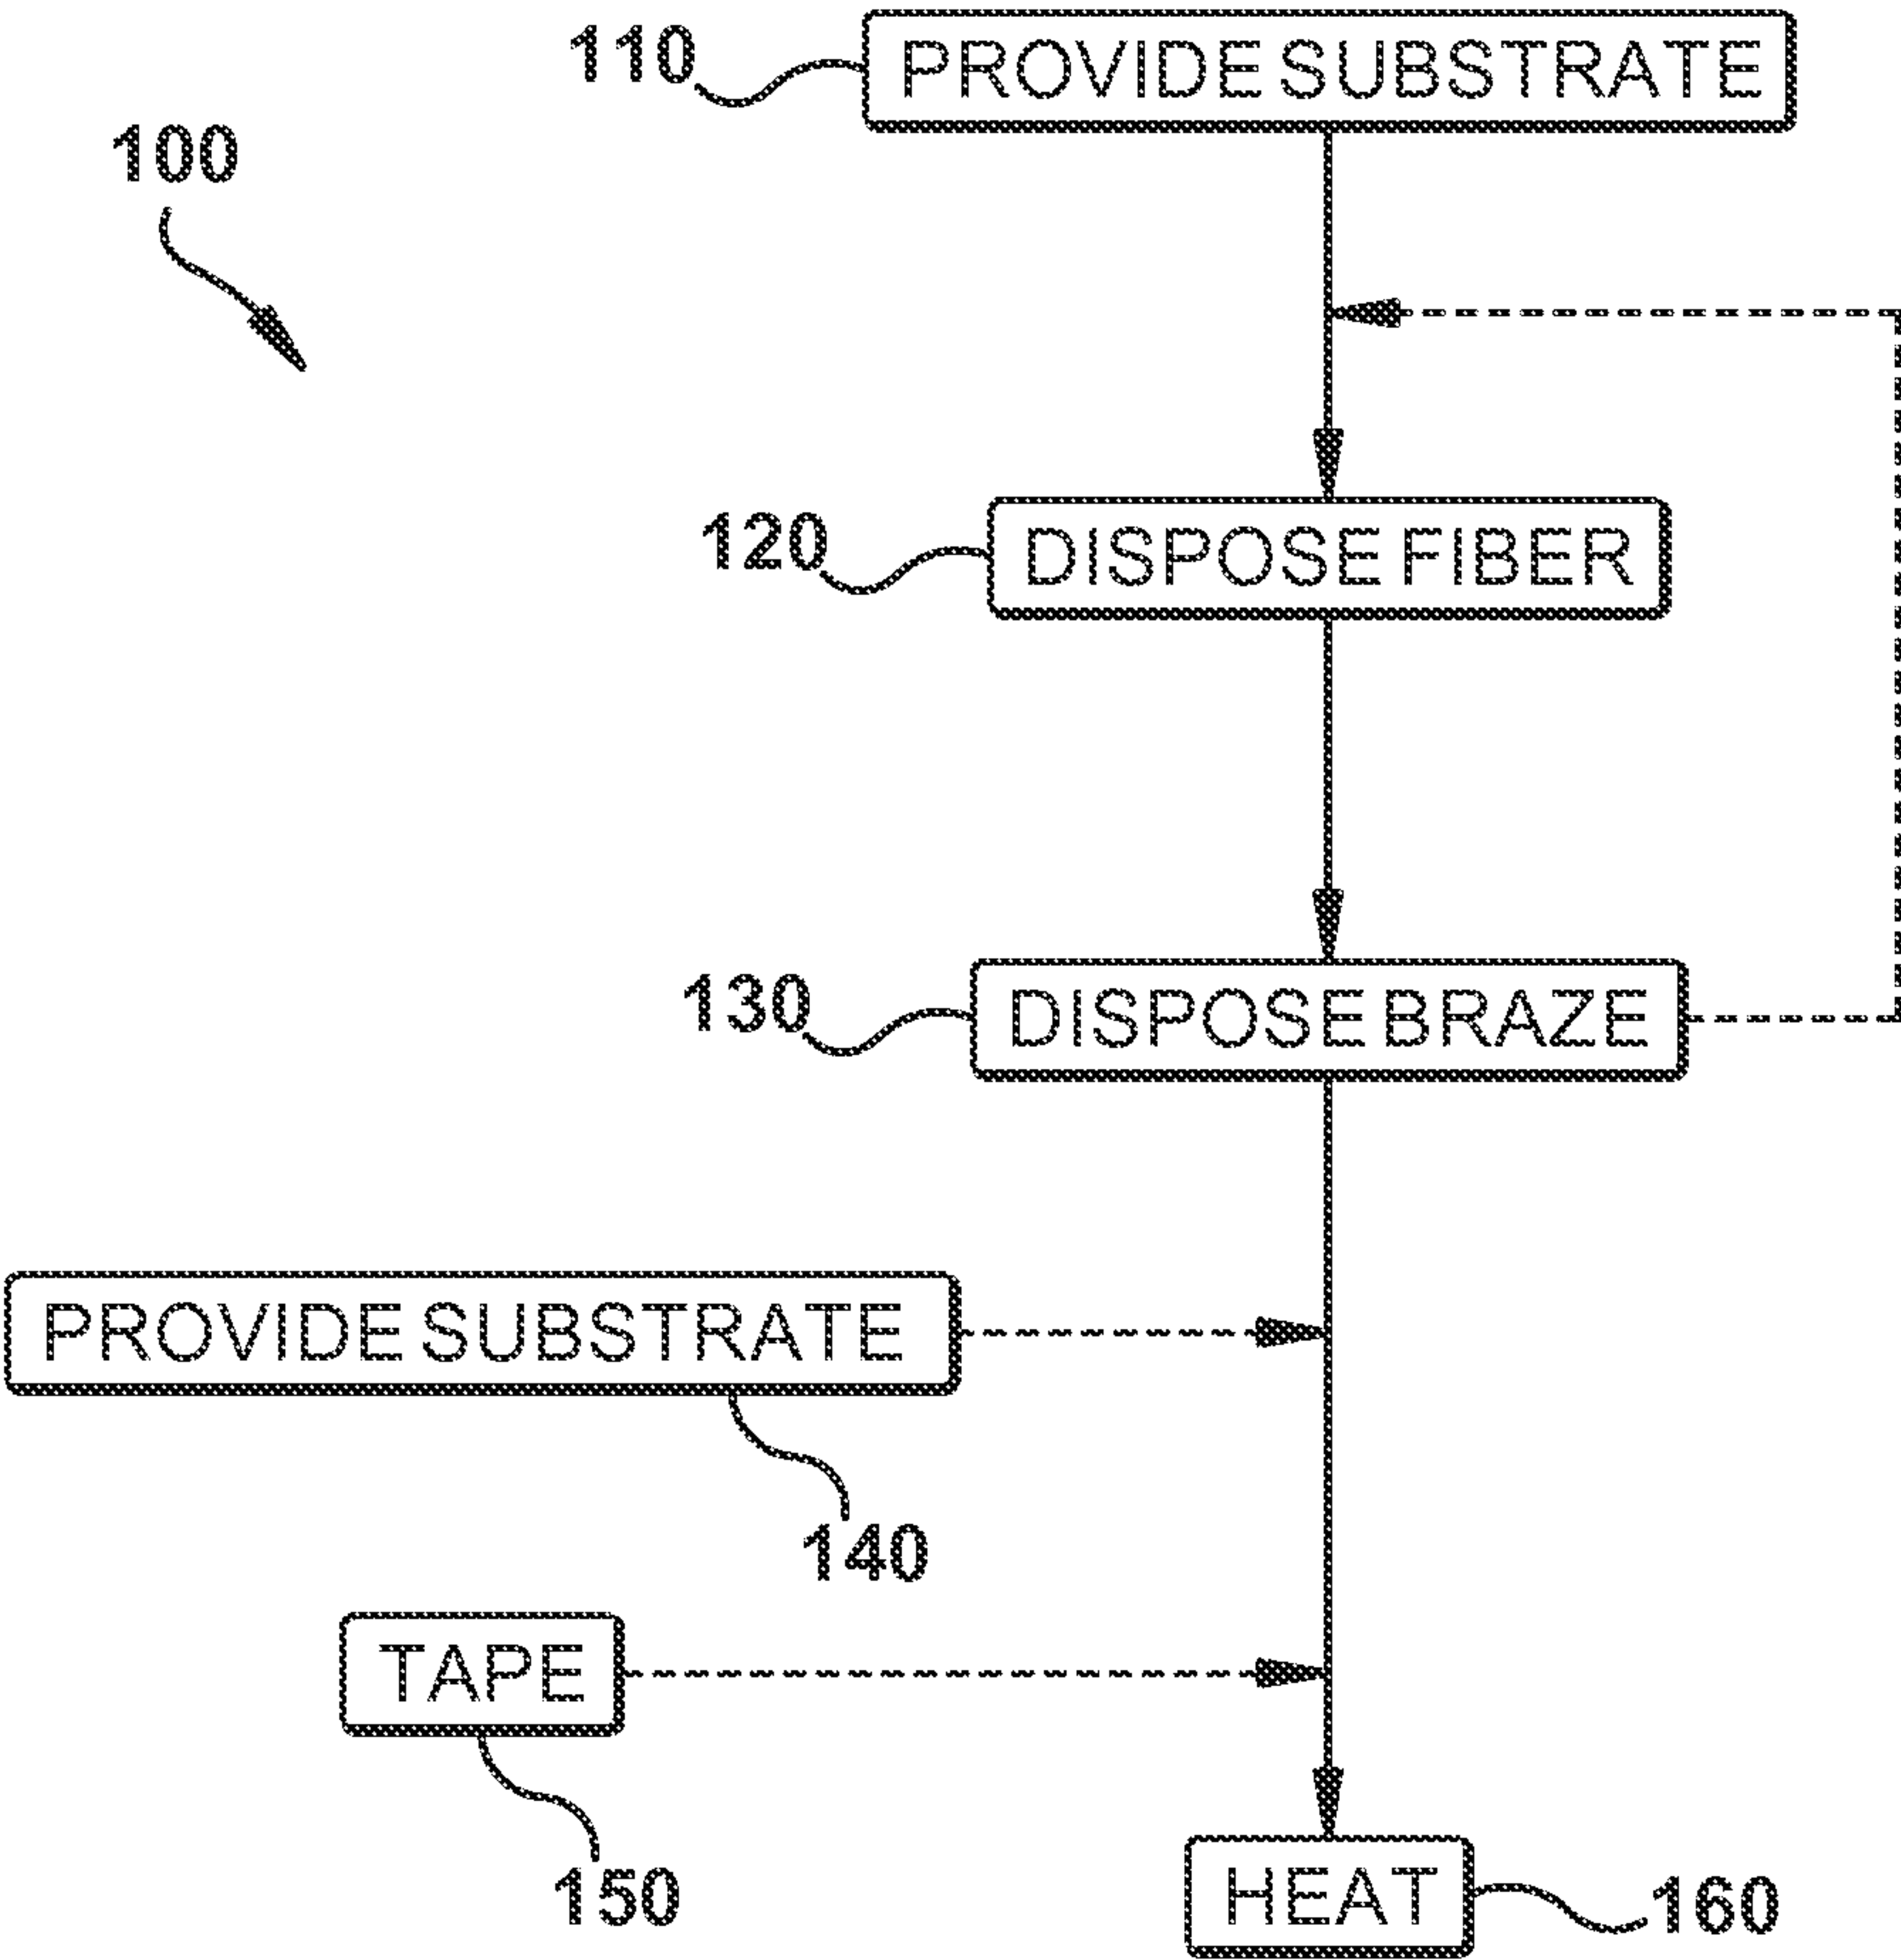 110 PROVIDE SUBSTRATE
100
120 DISPOSE FIBER
130 DISPOSE BRAZE
PROVIDE SUBSTRATE
140
TAPE
150
HEAT 160